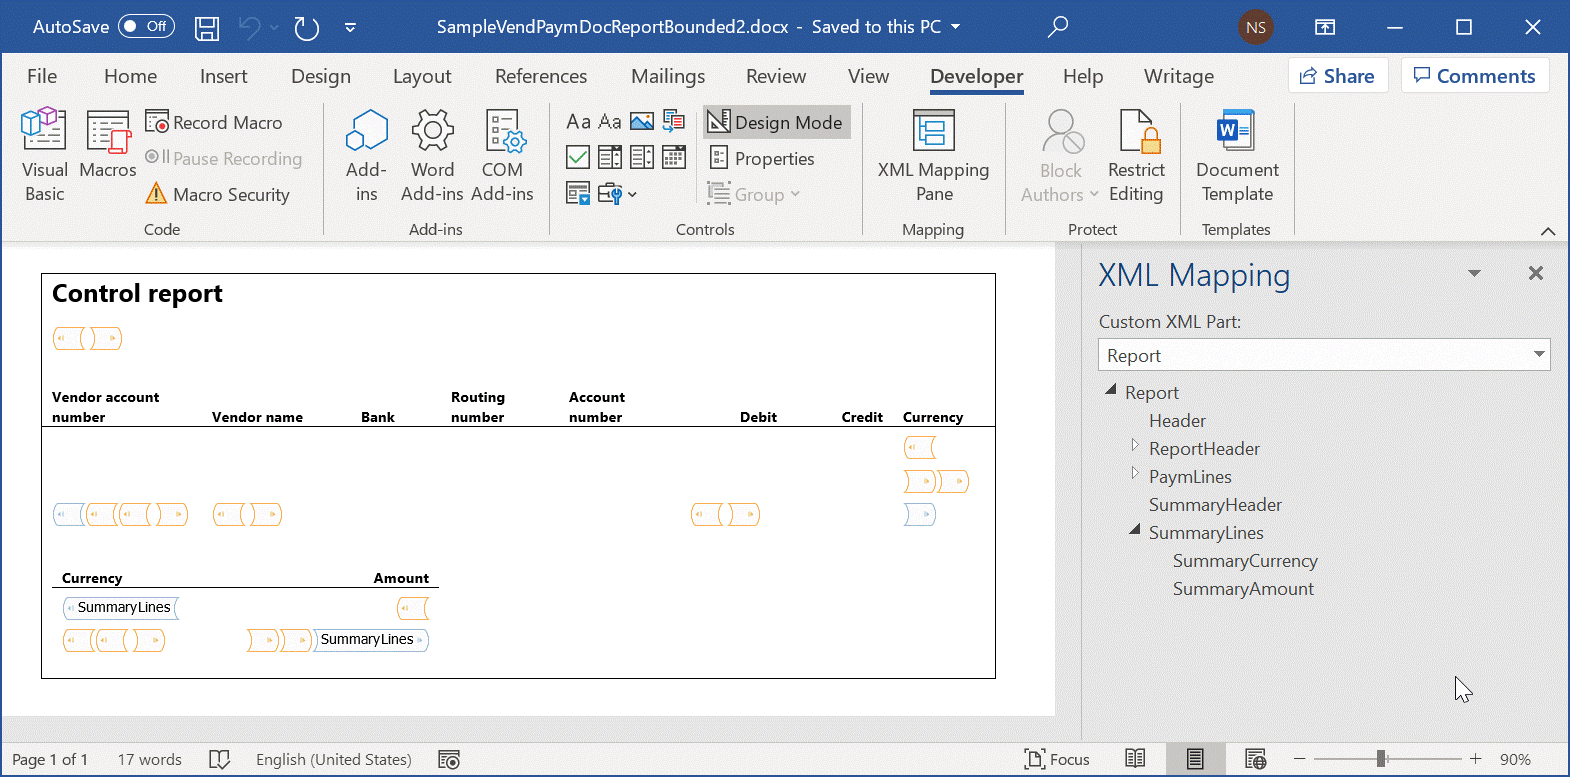 AutoSave Off SampleVendPaymDocReportBounded2.docx - Saved to this PC NS
File Home Insert Design Layout References Mailings Review View Developer Help Writage Share Comments
Visual Basic
Macros
Record Macro
Pause Recording
Macro Security
Code
Add-ins
Word Add-ins
COM Add-ins
Add-ins
Aa Aa
Design Mode
Properties
Group
Controls
XML Mapping Pane
Mapping
Block Authors
Restrict Editing
Protect
Document Template
Templates
Control report
Vendor account number Vendor name Bank Routing number Account number Debit Credit Currency
Currency Amount
SummaryLines
SummaryLines
XML Mapping
Custom XML Part:
Report
Report
Header
ReportHeader
PaymLines
SummaryHeader
SummaryLines
SummaryCurrency
SummaryAmount
Page 1 of 1 17 words English (United States) Focus 90%